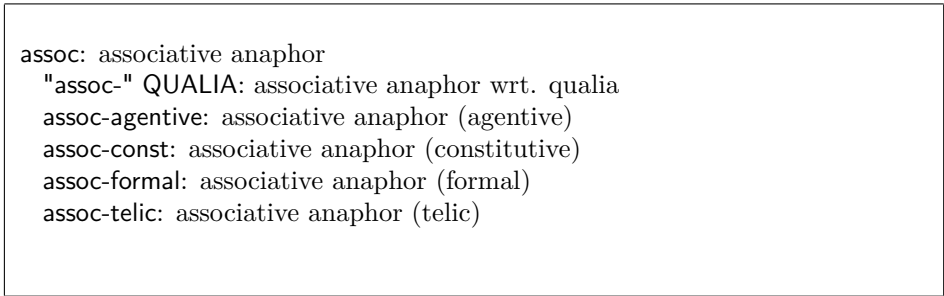 assoc: associative anaphor
"assoc-" QUALIA: associative anaphor wrt. qualia
assoc-agentive: associative anaphor (agentive)
assoc-const: associative anaphor (constitutive)
assoc-formal: associative anaphor (formal)
assoc-telic: associative anaphor (telic)